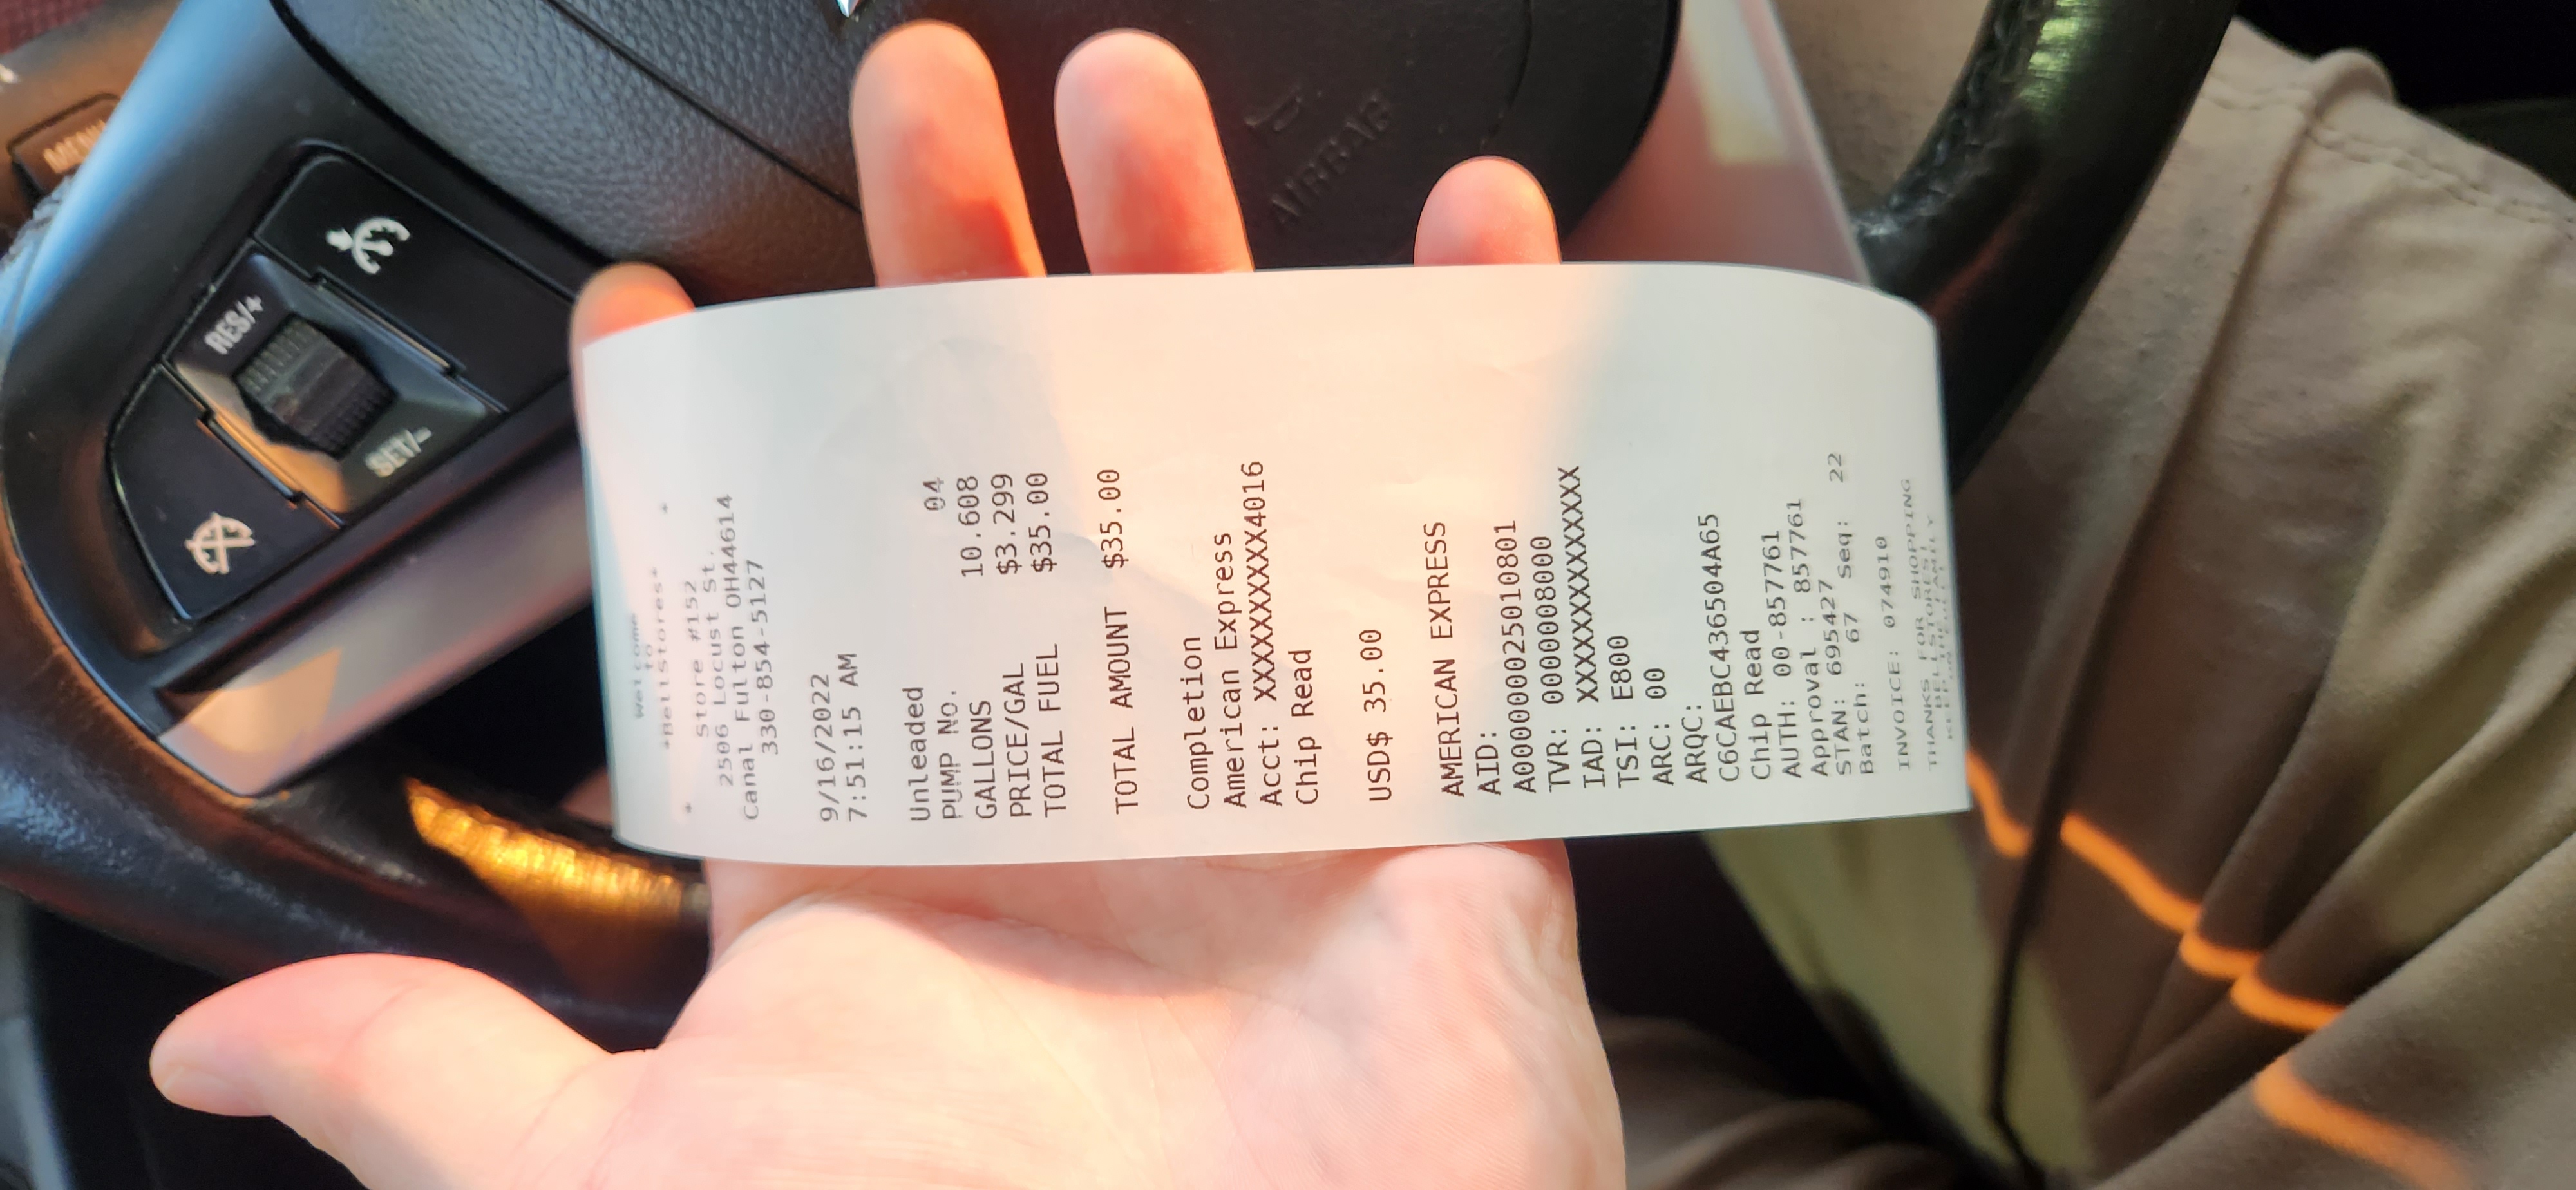 Welcome
to
*Bell Stores*
* *
Store #152
2506 Locust St.
Canal Fulton OH44614
330-854-5127
9/16/2022
7:51:15 AM
Unleaded
PUMP No. 04
GALLONS 10.608
PRICE/GAL $3.299
TOTAL FUEL $35.00
TOTAL AMOUNT $35.00
Completion
American Express
Acct: XXXXXXXXXXX4016
Chip Read
USD$ 35.00
AMERICAN EXPRESS
AID:
A000000025010801
TVR: 0000008000
IAD: XXXXXXXXXXXXXXXX
TSI: E800
ARC: 00
ARQC:
C6CAEBC436504A65
Chip Read
AUTH: 00-857761
Approval : 857761
STAN: 695427
Batch: 67 Seq: 22
INVOICE: 074910
THANKS FOR SHOPPING
RES/+
SET/-
MENU
AIRBAG